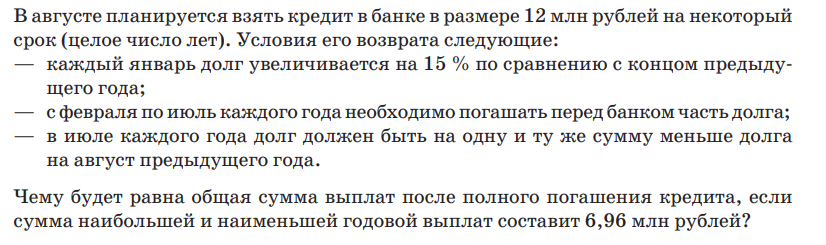 В августе планируется взять кредит в банке в размере 12 млн рублей на некоторый
срок (целое число лет). Условия его возврата следующие:
— каждый январь долг увеличивается на 15 % по сравнению с концом предыду-
щего года;
— с февраля по июль каждого года необходимо погашать перед банком часть долга;
— в июле каждого года долг должен быть на одну и ту же сумму меньше долга
на август предыдущего года.
Чему будет равна общая сумма выплат после полного погашения кредита, если
сумма наибольшей и наименьшей годовой выплат составит 6,96 млн рублей?